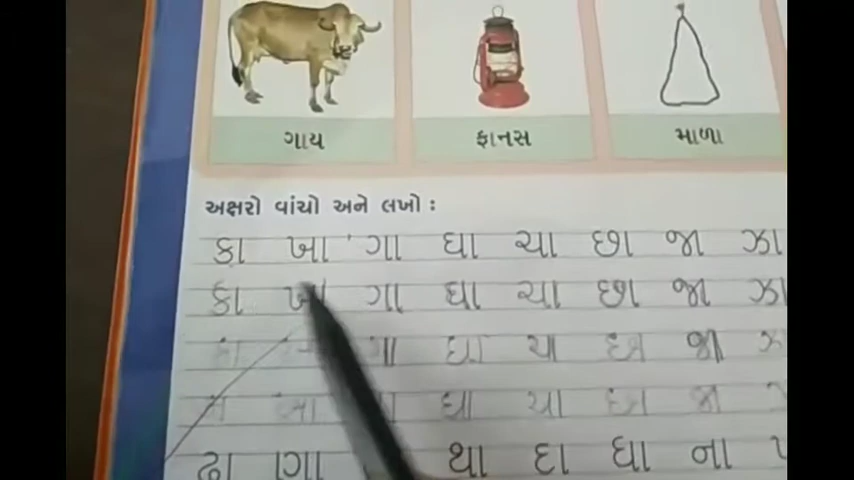 ગાય ફાનસ માળા
અક્ષરો વાંચો અને લખો :
કા ખા ગા ઘા ચા છા જા ઝા
કા ખા ગા ઘા ચા છા જા ઝા
ગા ઘા ચા છા જા
ખા ઘા ચા છા જા
ઢા ણા થા દા ધા ના